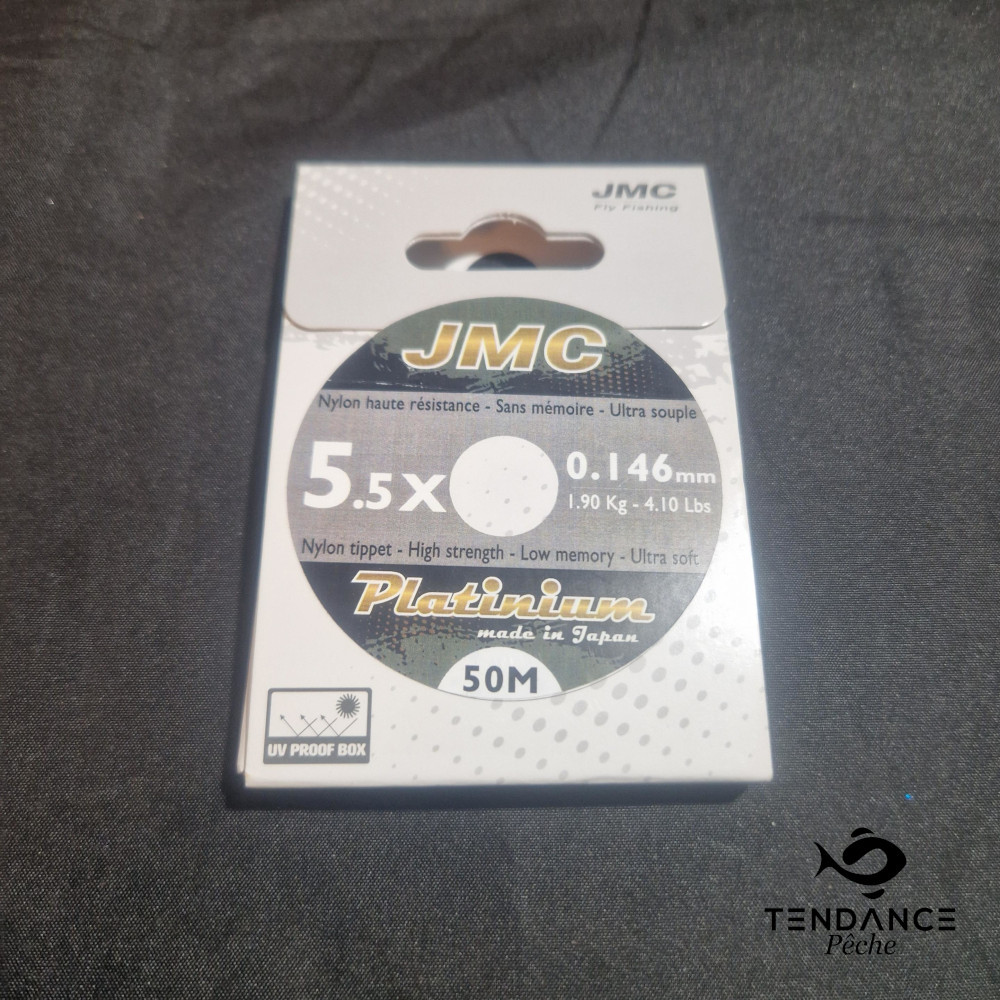 JMC
Fly Fishing
JMC
Nylon haute résistance - Sans mémoire - Ultra souple
5.5X
0.146mm
1.90 Kg - 4.10 Lbs
Nylon tippet - High strength - Low memory - Ultra soft
Platinium
made in Japan
50M
UV PROOF BOX
TENDANCE
Pêche